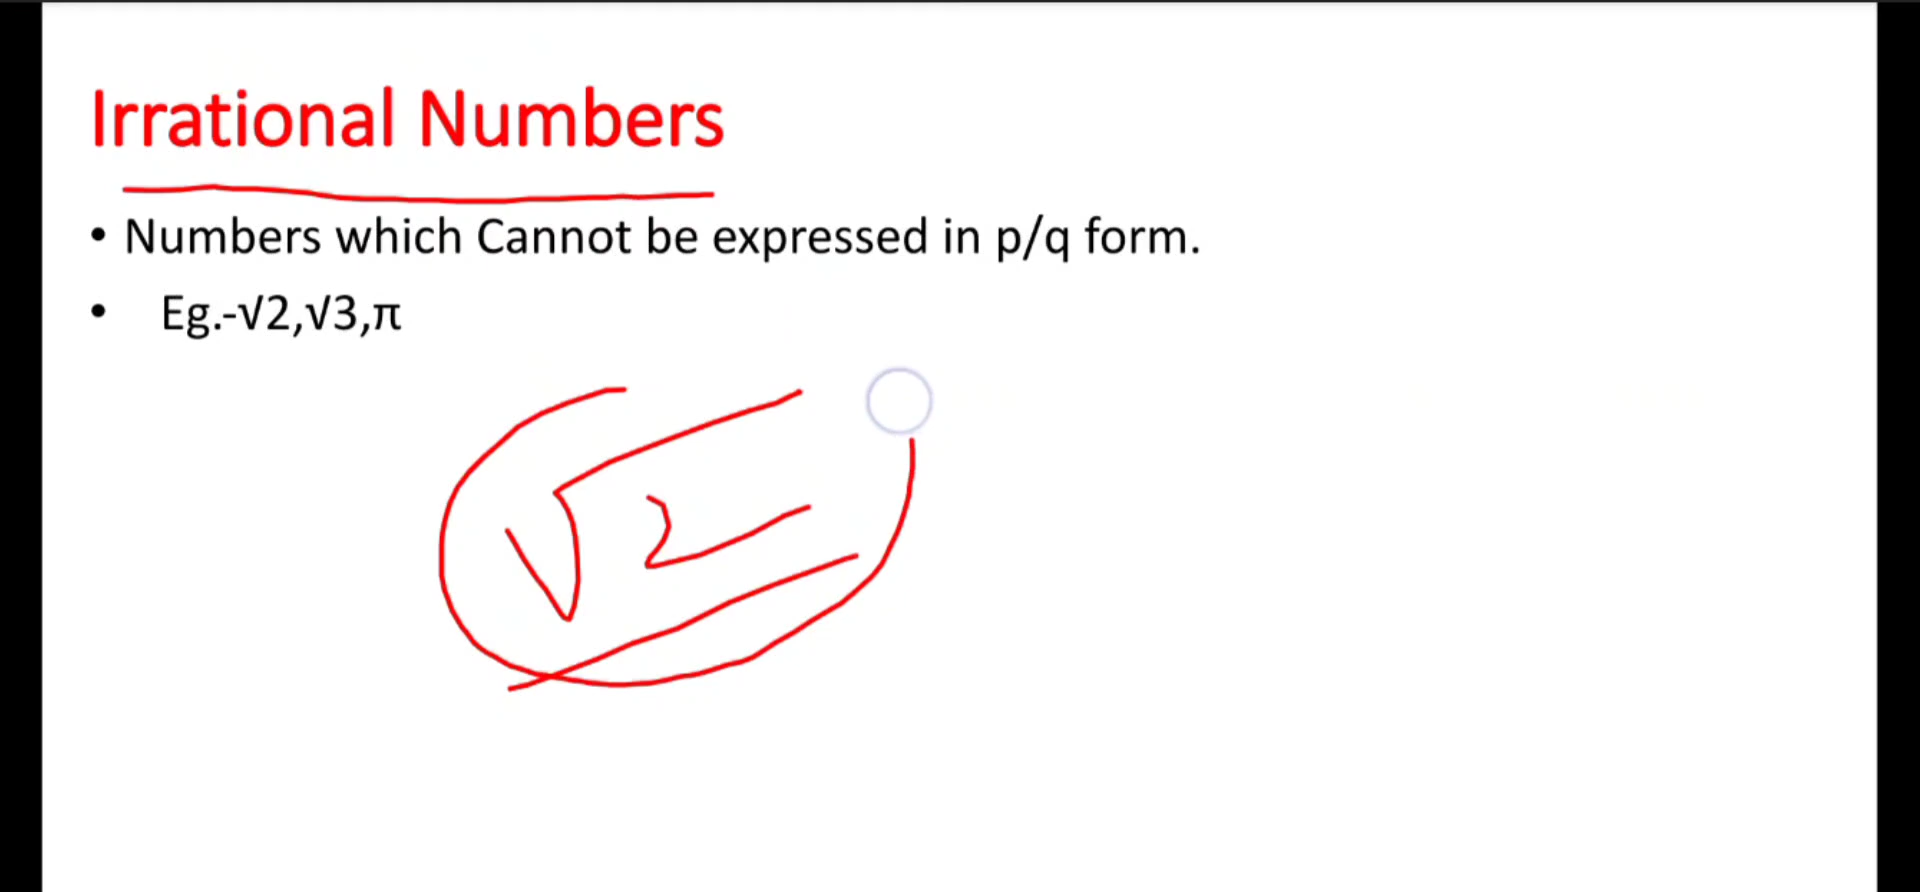 Irrational Numbers
• Numbers which Cannot be expressed in p/q form.
• Eg.-√2,√3,π
√2